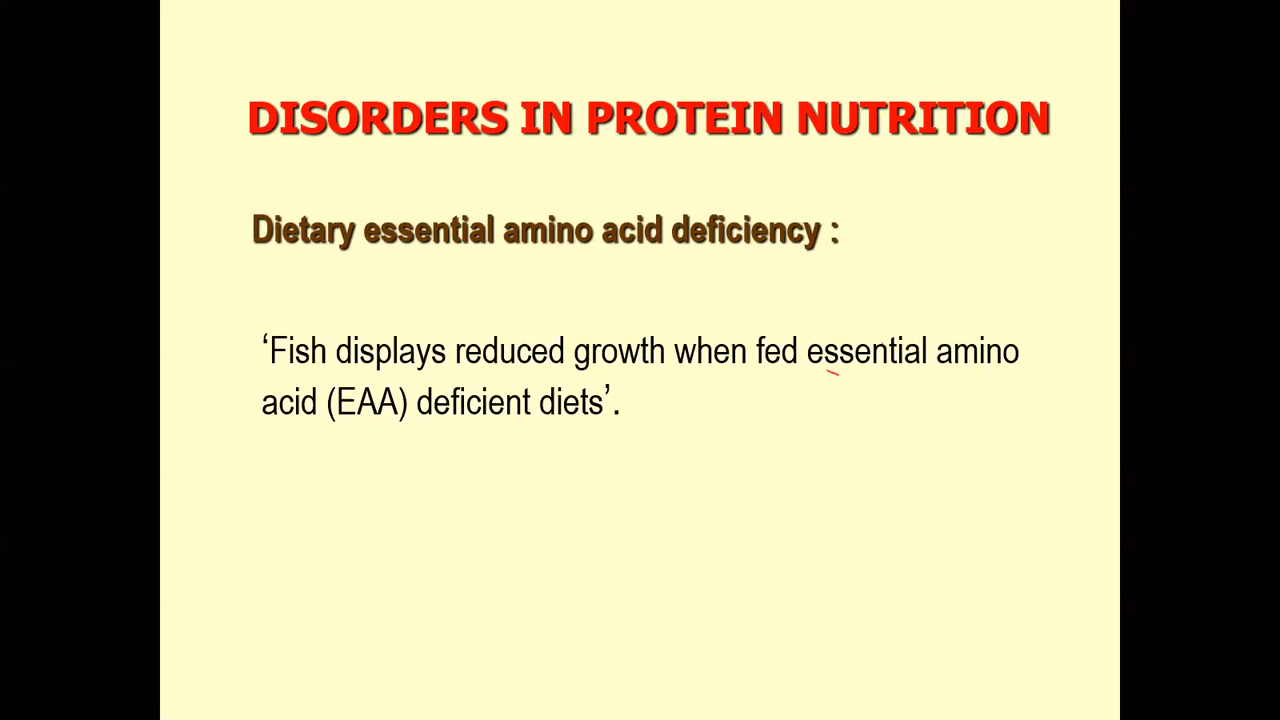 DISORDERS IN PROTEIN NUTRITION
Dietary essential amino acid deficiency :
‘Fish displays reduced growth when fed essential amino
acid (EAA) deficient diets’.